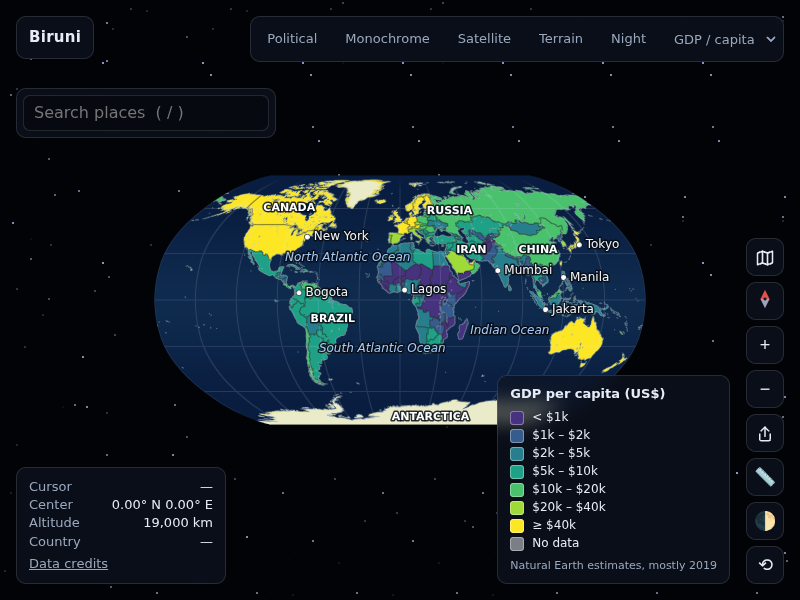 Biruni
Political Monochrome Satellite Terrain Night GDP / capita
Search places ( / )
CANADA
RUSSIA
New York
IRAN
CHINA
Tokyo
North Atlantic Ocean
Mumbai
Manila
Bogota
Lagos
Jakarta
BRAZIL
Indian Ocean
South Atlantic Ocean
ANTARCTICA
+
−
GDP per capita (US$)
< $1k
$1k – $2k
$2k – $5k
$5k – $10k
$10k – $20k
$20k – $40k
≥ $40k
No data
Natural Earth estimates, mostly 2019
Cursor —
Center 0.00° N 0.00° E
Altitude 19,000 km
Country —
Data credits